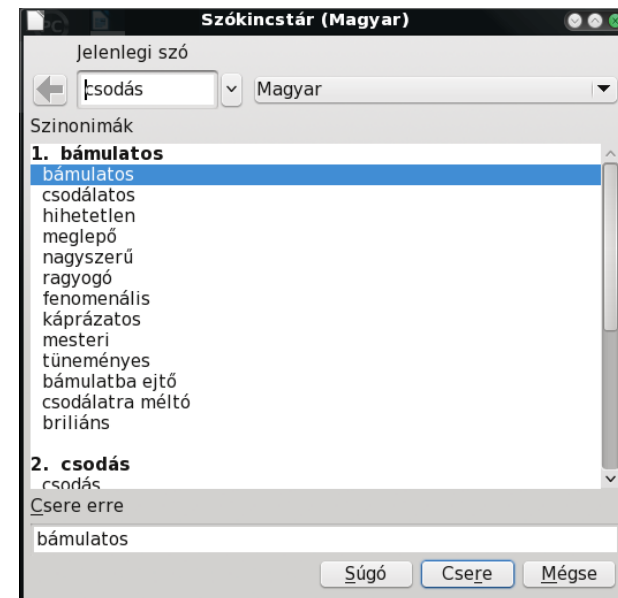 Szókincstár (Magyar)
Jelenlegi szó
csodás
Magyar
Szinonimák
1. bámulatos
bámulatos
csodálatos
hihetetlen
meglepő
nagyszerű
ragyogó
fenomenális
káprázatos
mesteri
tüneményes
bámulatba ejtő
csodálatra méltó
briliáns
2. csodás
csodás
Csere erre
bámulatos
Súgó Csere Mégse